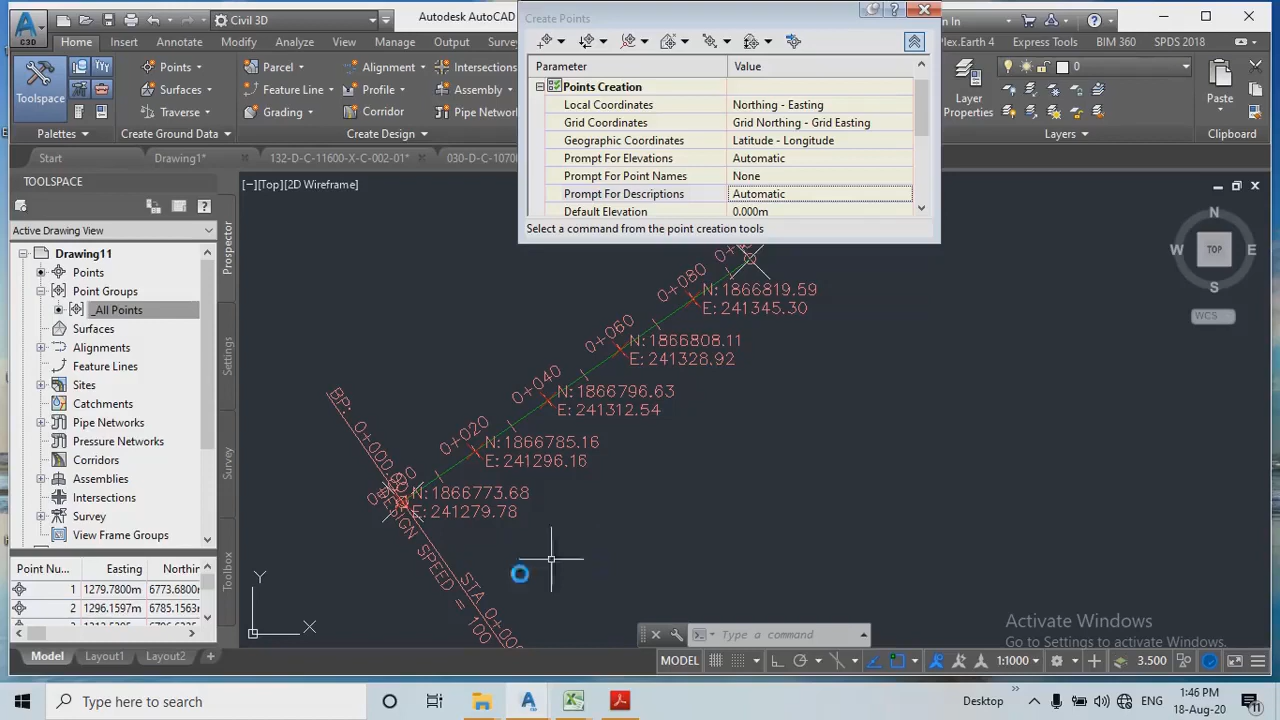 Civil 3D
Autodesk AutoCAD
Create Points
n In
C3D
Home
Insert
Annotate
Modify
View
Manage
Output
Survey
Plex.Earth 4
Express Tools
BIM 360
SPDS 2018
Toolspace
Points
Surfaces
Traverse
Parcel
Feature Line
Grading
Alignment
Profile
Corridor
Intersections
Assembly
Pipe Network
Parameter
Value
Points Creation
Local Coordinates
Northing - Easting
Grid Coordinates
Grid Northing - Grid Easting
Geographic Coordinates
Latitude - Longitude
Prompt For Elevations
Automatic
Prompt For Point Names
None
Prompt For Descriptions
Automatic
Default Elevation
0.000m
Select a command from the point creation tools
0
Layer
Properties
Paste
Palettes
Create Ground Data
Create Design
Layers
Clipboard
Start
Drawing1*
132-D-C-11600-X-C-002-01*
030-D-C-1070
TOOLSPACE
Active Drawing View
Drawing11
Points
Point Groups
_All Points
Surfaces
Alignments
Feature Lines
Sites
Catchments
Pipe Networks
Pressure Networks
Corridors
Assemblies
Intersections
Survey
View Frame Groups
Prospector
Settings
Survey
Toolbox
Point Nu...
Easting
Northin
1
1279.7800m
6773.6800
2
1296.1597m
6785.1563
[−][Top][2D Wireframe]
N
W
TOP
E
S
WCS
0+080
N:1866819.59
E: 241345.30
0+060
N:1866808.11
E: 241328.92
0+040
N:1866796.63
E: 241312.54
0+020
N:1866785.16
E: 241296.16
N:1866773.68
E: 241279.78
DESIGN SPEED = 100
Y
X
Type a command
Activate Windows
Go to Settings to activate Windows.
Model
Layout1
Layout2
MODEL
1:1000
3.500
Type here to search
Desktop
ENG
1:46 PM
18-Aug-20